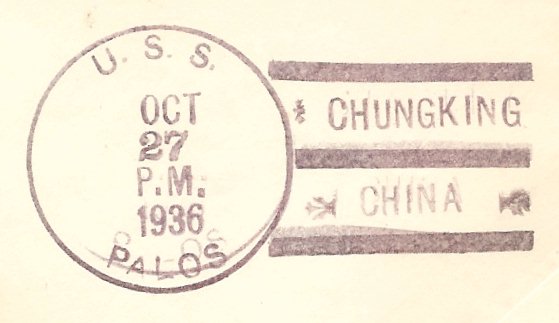 U. S. S.
OCT
27
P.M.
1936
PALOS
CHUNGKING
CHINA